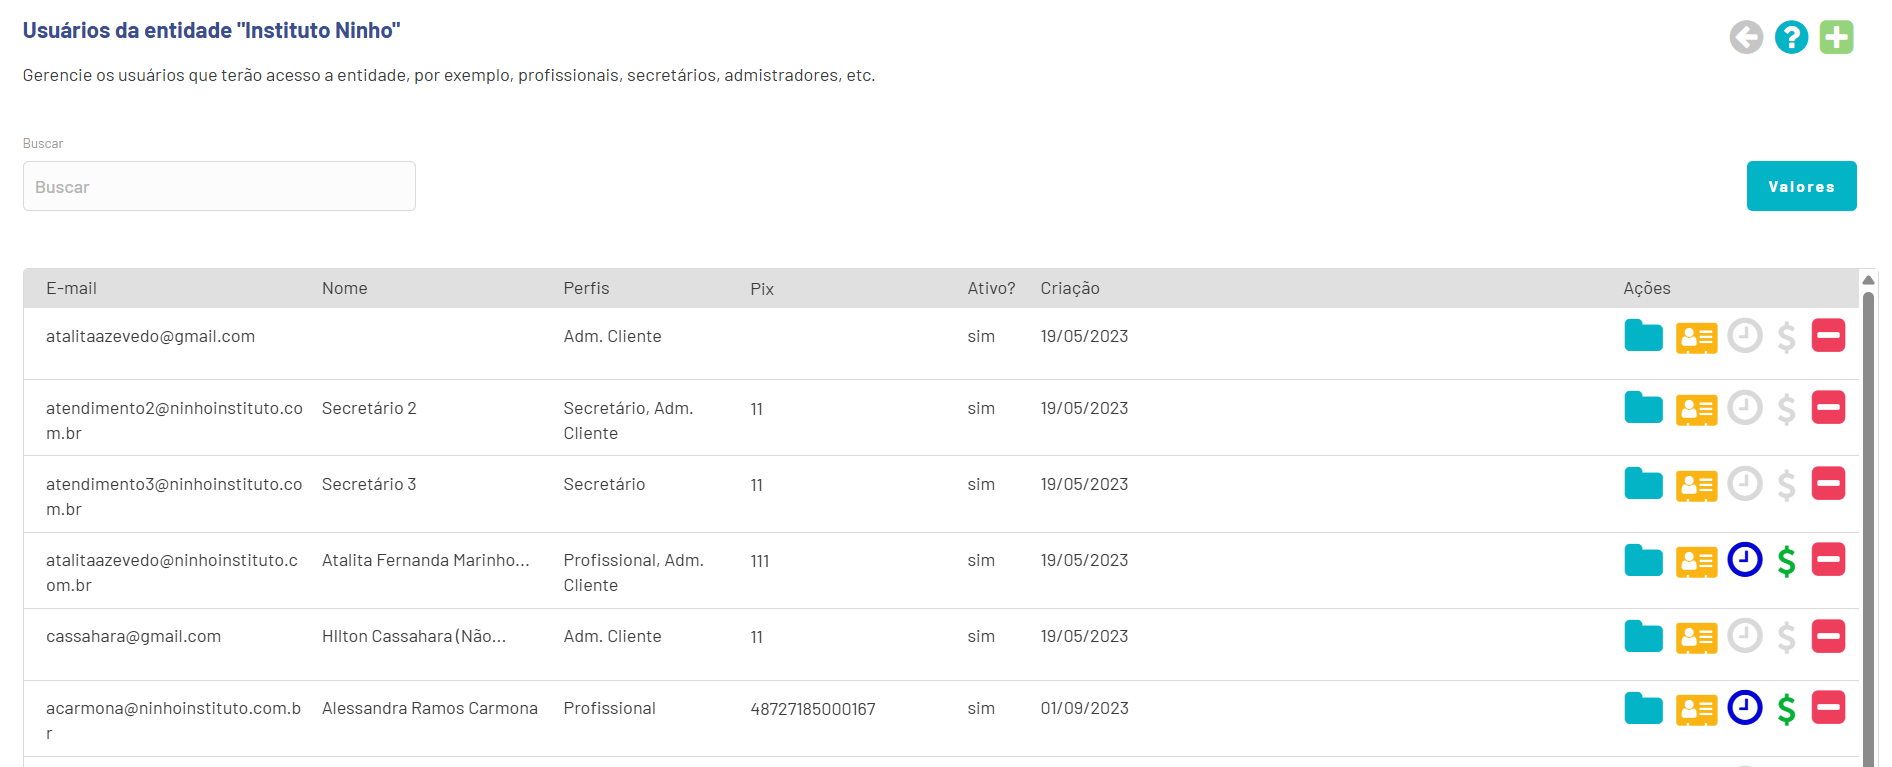 Usuários da entidade "Instituto Ninho"
Gerencie os usuários que terão acesso a entidade, por exemplo, profissionais, secretários, admistradores, etc.
Buscar
Buscar
Valores
E-mail Nome Perfis Pix Ativo? Criação Ações
atalitaazevedo@gmail.com Adm. Cliente sim 19/05/2023
atendimento2@ninhoinstituto.co Secretário 2 Secretário, Adm. 11 sim 19/05/2023
m.br Cliente
atendimento3@ninhoinstituto.co Secretário 3 Secretário 11 sim 19/05/2023
m.br
atalitaazevedo@ninhoinstituto.c Atalita Fernanda Marinho... Profissional, Adm. 111 sim 19/05/2023
om.br Cliente
cassahara@gmail.com HIlton Cassahara (Não... Adm. Cliente 11 sim 19/05/2023
acarmona@ninhoinstituto.com.b Alessandra Ramos Carmona Profissional 48727185000167 sim 01/09/2023
r